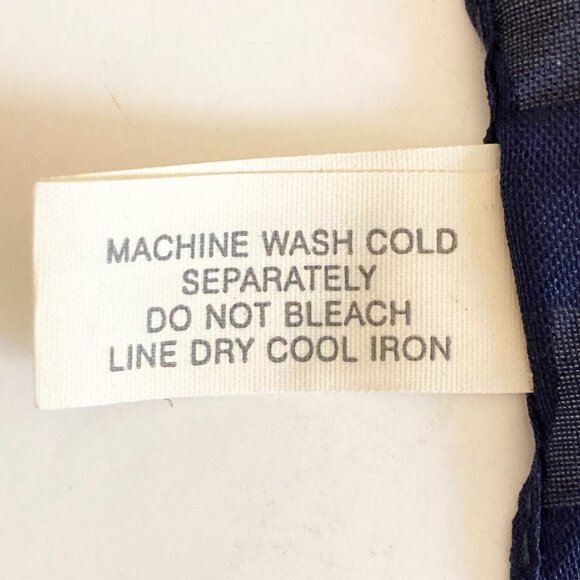 MACHINE WASH COLD
SEPARATELY
DO NOT BLEACH
LINE DRY COOL IRON